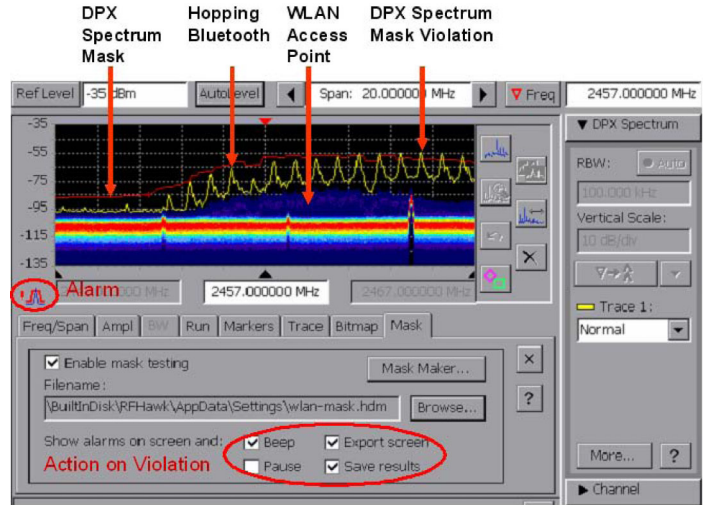 DPX Spectrum Mask
Hopping Bluetooth
WLAN Access Point
DPX Spectrum Mask Violation
Ref Level -35 dBm AutoLevel Span: 20.000000 MHz Freq 2457.000000 MHz
-35
-55
-75
-95
-115
-135
Alarm
MHz 2457.000000 MHz 2467.000000 MHz
Freq/Span Ampl BW Run Markers Trace Bitmap Mask
Enable mask testing
Mask Maker...
Filename:
\BuiltInDisk\RFHawk\AppData\Settings\wlan-mask.hdm Browse...
Show alarms on screen and: Beep Export screen
Action on Violation Pause Save results
×
?
DPX Spectrum
RBW: AUTO
100.000 kHz
Vertical Scale:
10 dB/div
Trace 1:
Normal
More... ?
Channel